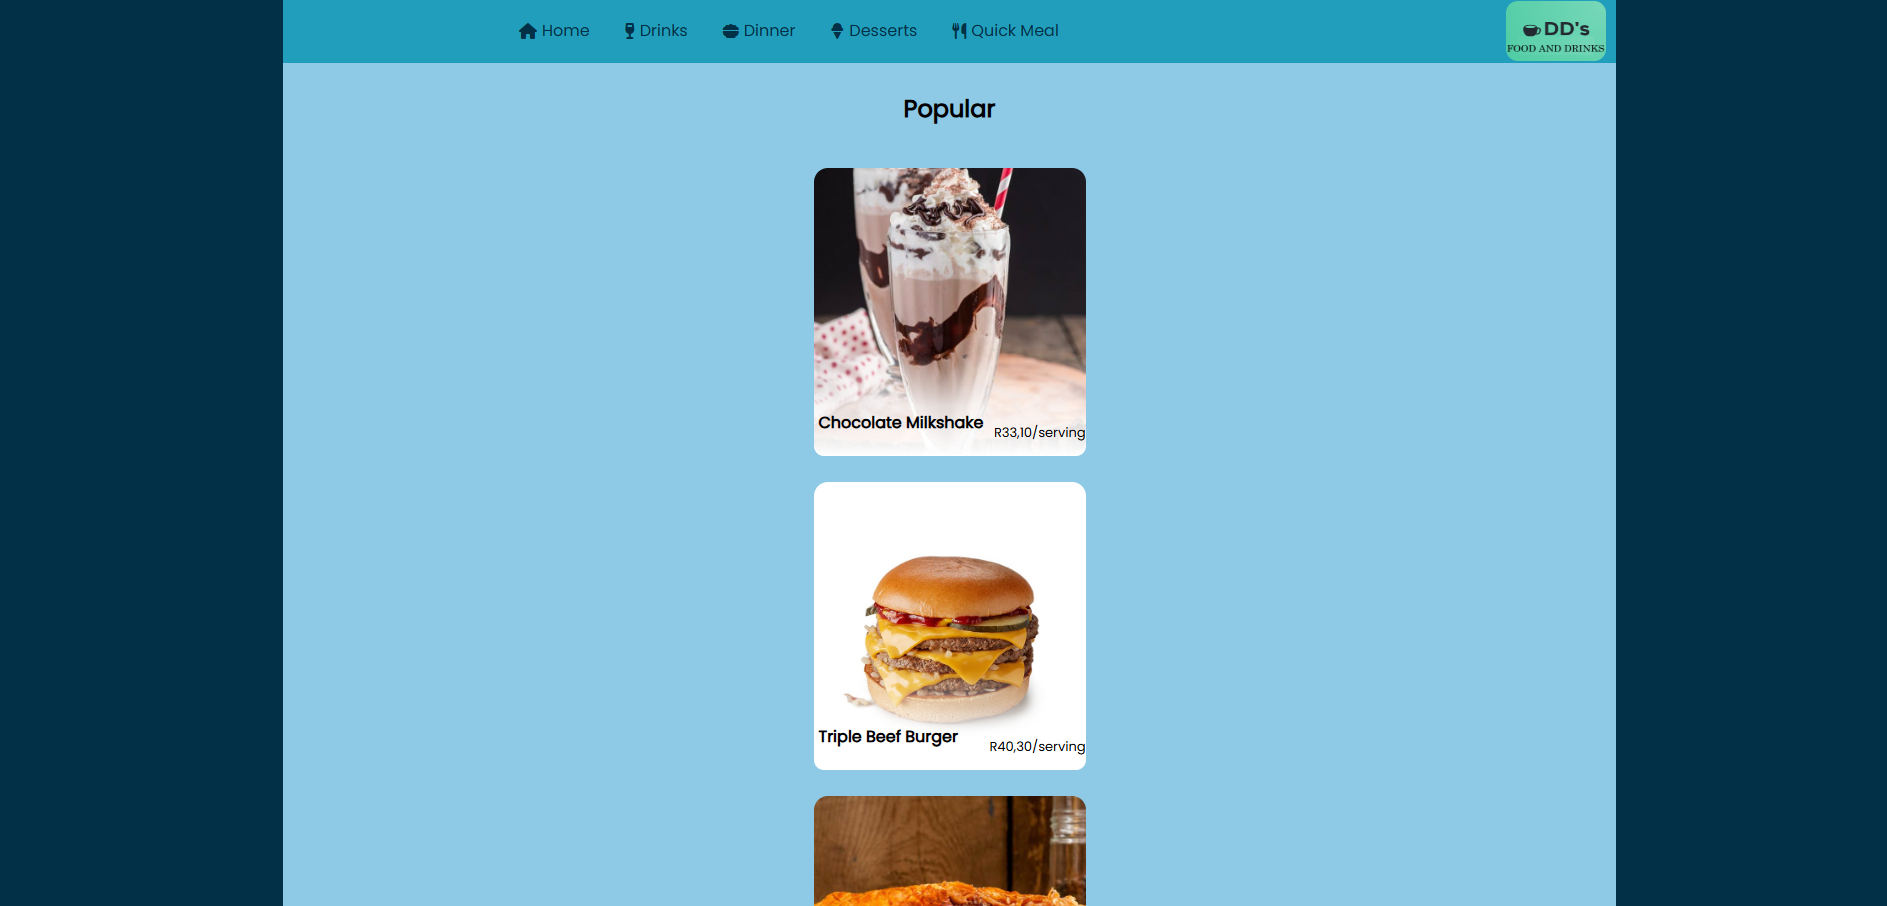 Home Drinks Dinner Desserts Quick Meal
DD's
FOOD AND DRINKS
Popular
Chocolate Milkshake
R33,10/serving
Triple Beef Burger
R40,30/serving